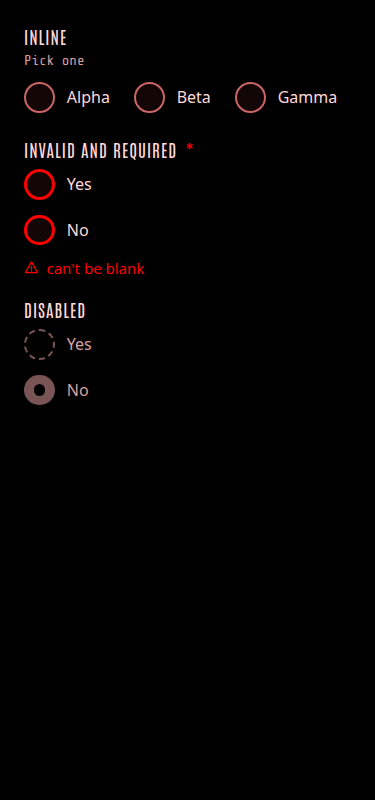 INLINE
Pick one
Alpha Beta Gamma
INVALID AND REQUIRED *
Yes
No
can't be blank
DISABLED
Yes
No